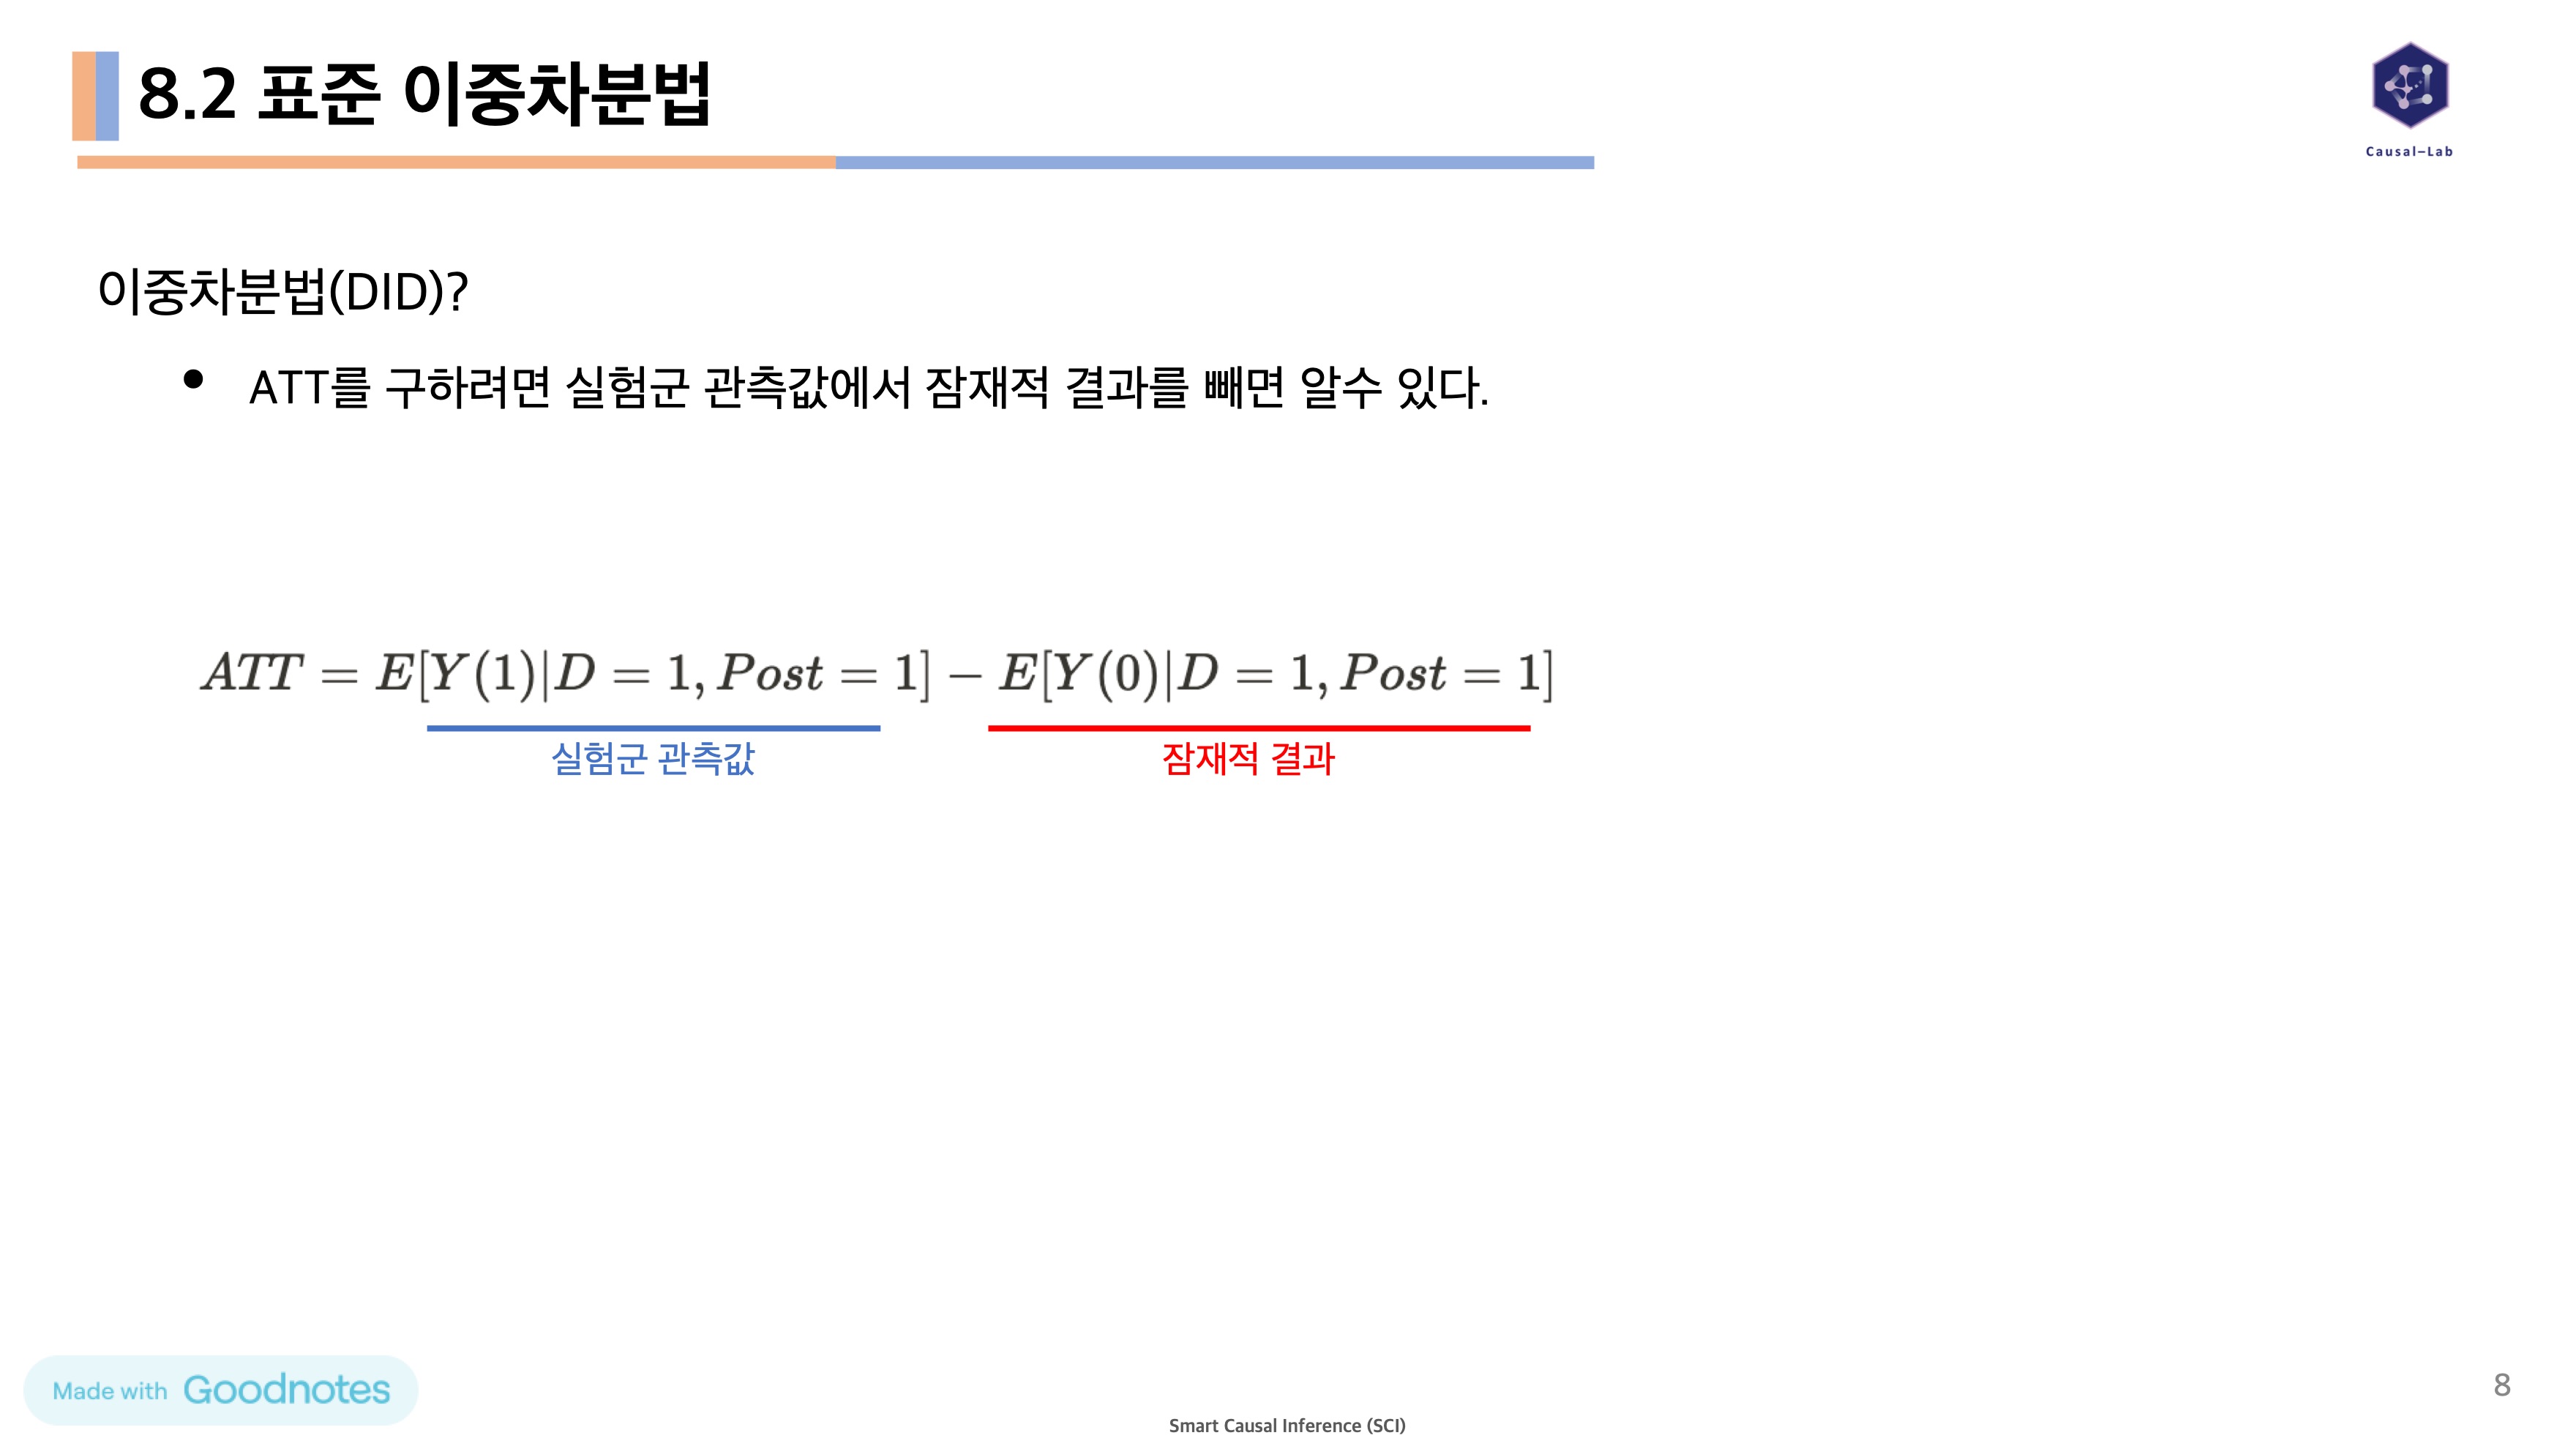 8.2 표준 이중차분법
Causal–Lab
이중차분법(DID)?
• ATT를 구하려면 실험군 관측값에서 잠재적 결과를 빼면 알수 있다.
ATT = E[Y(1)|D = 1, Post = 1] − E[Y(0)|D = 1, Post = 1]
실험군 관측값 잠재적 결과
Made with Goodnotes
8
Smart Causal Inference (SCI)